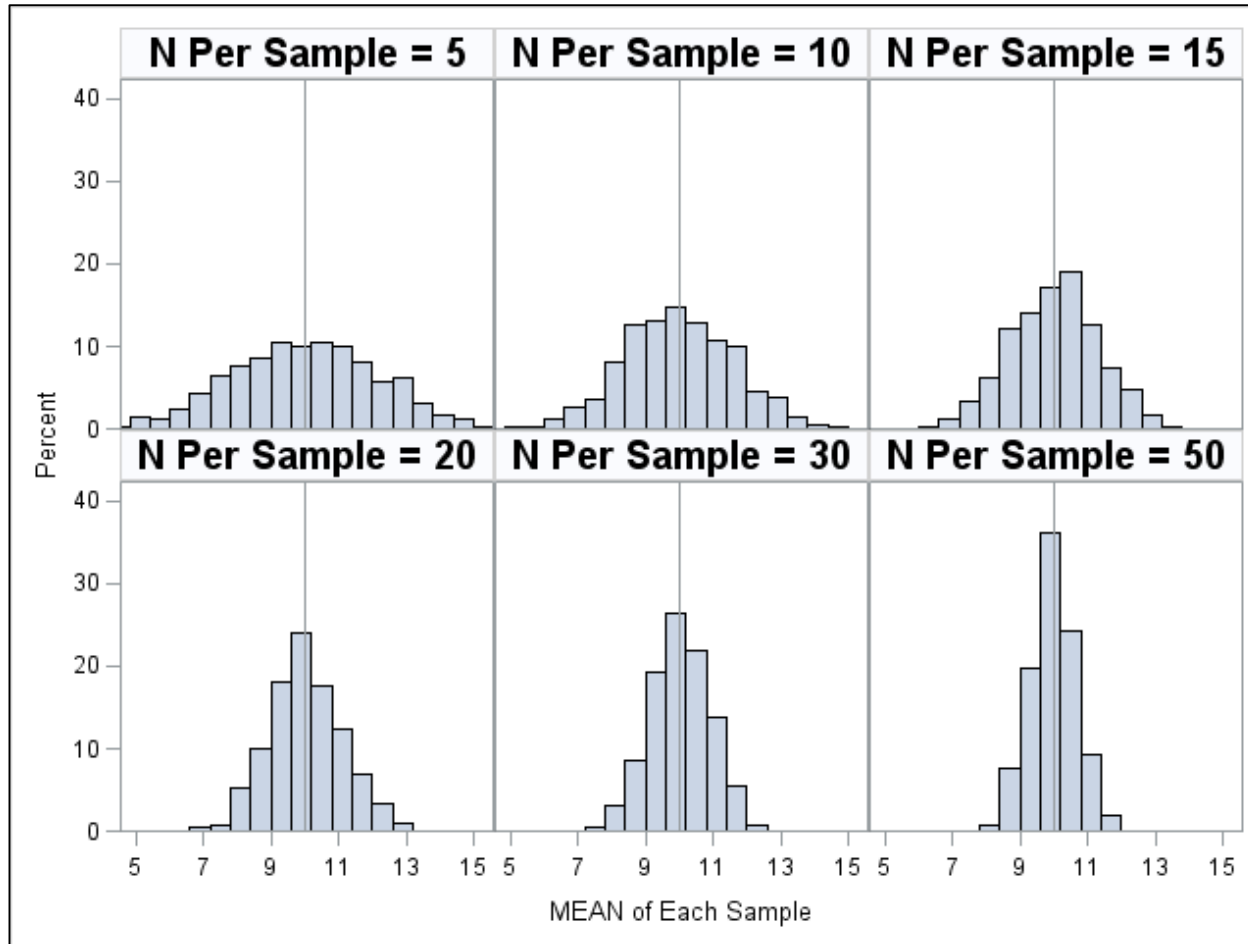 N Per Sample = 5
N Per Sample = 10
N Per Sample = 15
40
30
20
10
0
Percent
N Per Sample = 20
N Per Sample = 30
N Per Sample = 50
40
30
20
10
0
5 7 9 11 13 15 5 7 9 11 13 15 5 7 9 11 13 15
MEAN of Each Sample